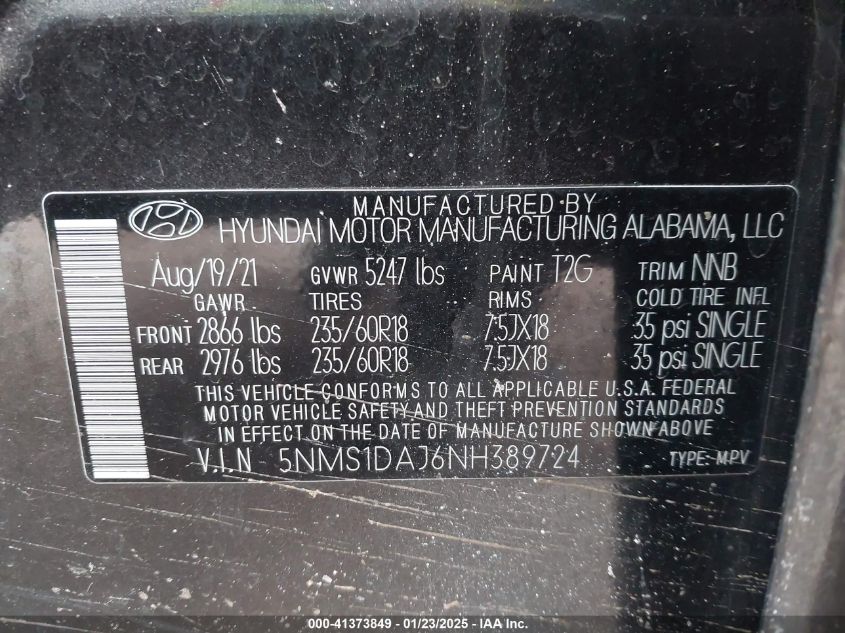 MANUFACTURED BY
HYUNDAI MOTOR MANUFACTURING ALABAMA, LLC
Aug/19/21 GVWR 5247 lbs PAINT T2G TRIM NNB
GAWR TIRES RIMS COLD TIRE INFL
FRONT 2866 lbs 235/60R18 7.5JX18 35 psi SINGLE
REAR 2976 lbs 235/60R18 7.5JX18 35 psi SINGLE
THIS VEHICLE CONFORMS TO ALL APPLICABLE U.S.A. FEDERAL
MOTOR VEHICLE SAFETY AND THEFT PREVENTION STANDARDS
IN EFFECT ON THE DATE OF MANUFACTURE SHOWN ABOVE.
V.I.N 5NMS1DAJ6NH389724 TYPE: MPV
000-41373849 - 01/23/2025 - IAA Inc.